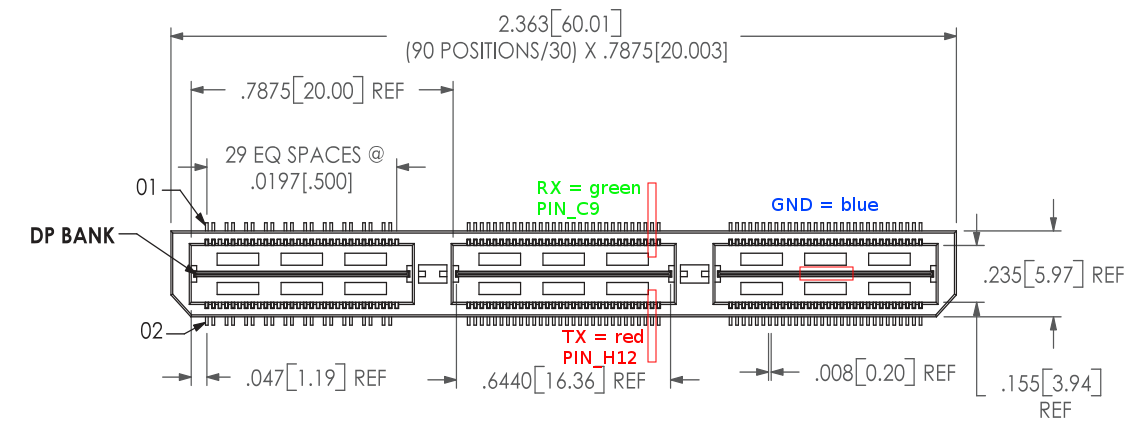 2.363[60.01]
(90 POSITIONS/30) X .7875[20.003]
.7875[20.00] REF
29 EQ SPACES @
.0197[.500]
01
RX = green
PIN_C9
GND = blue
DP BANK
.235[5.97] REF
02
TX = red
PIN_H12
.047[1.19] REF
.6440[16.36] REF
.008[0.20] REF
.155[3.94]
REF